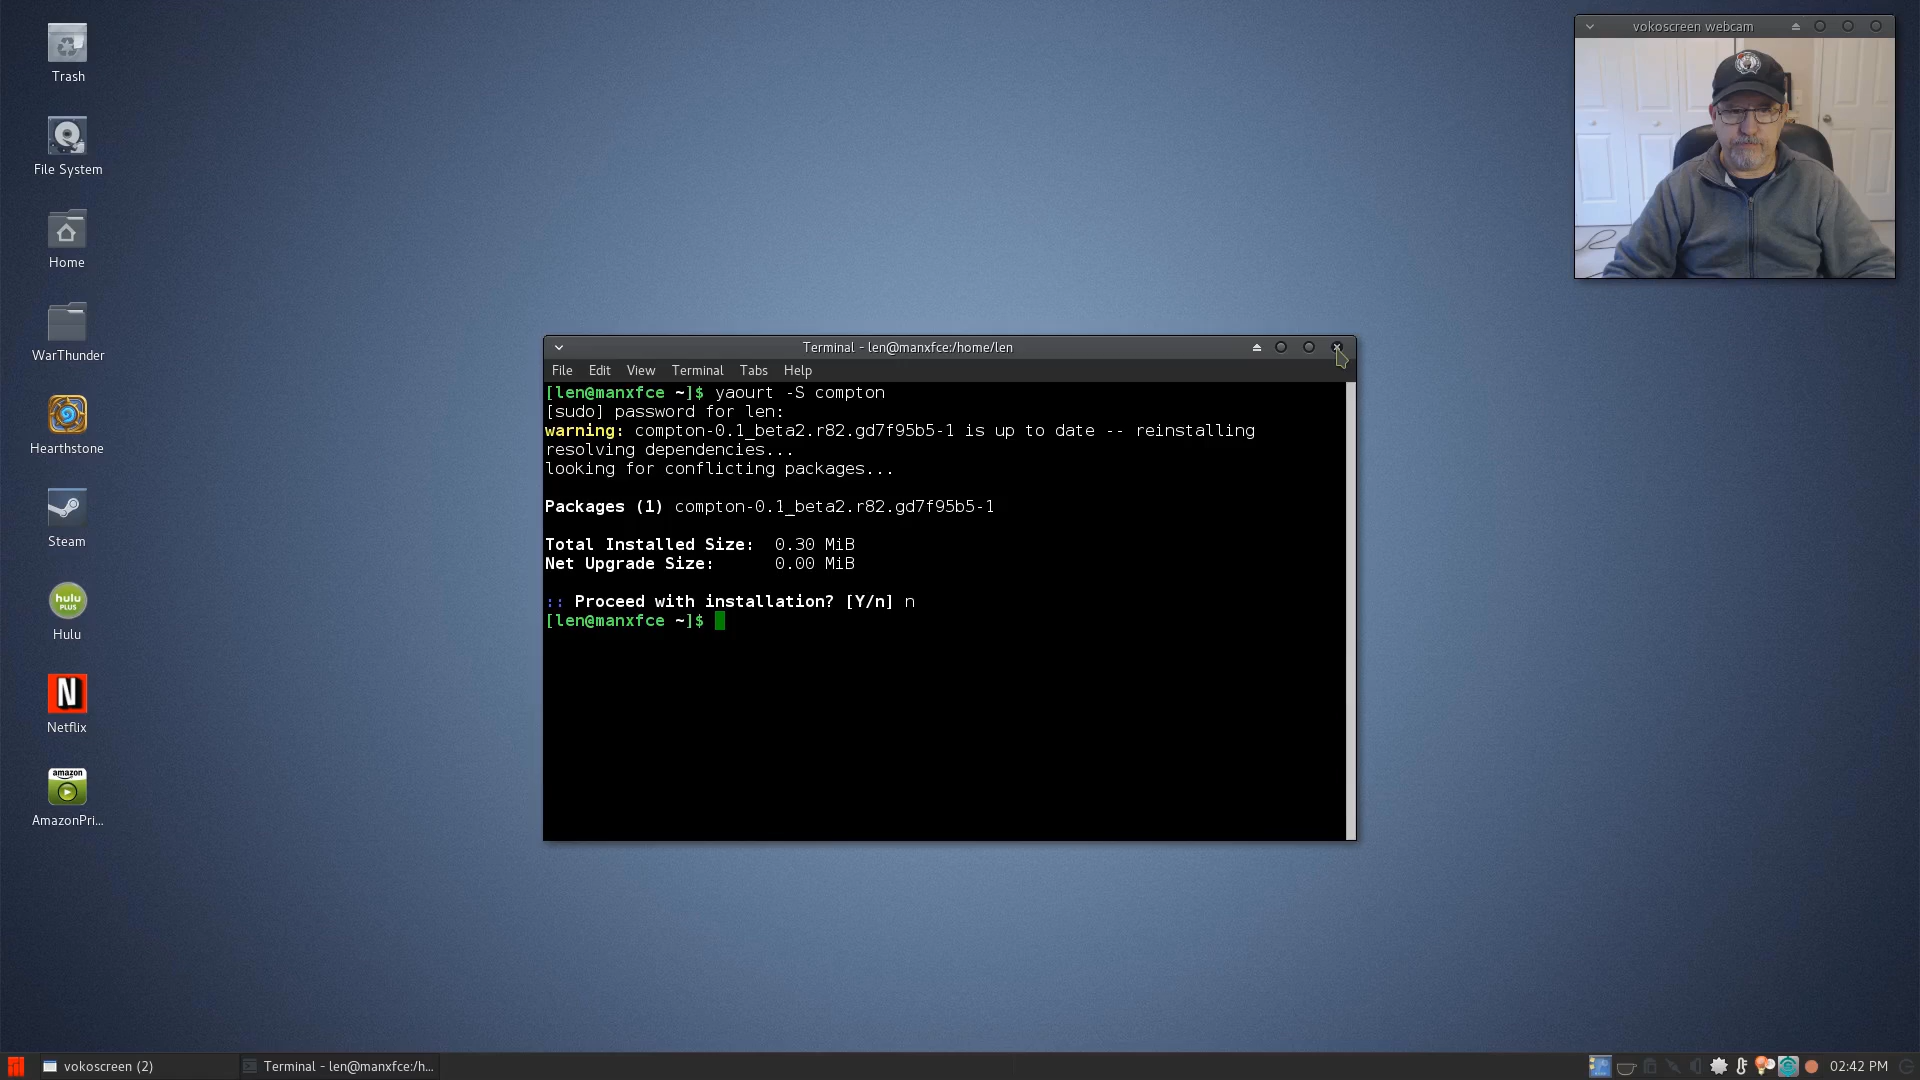 Trash
File System
Home
WarThunder
Hearthstone
Steam
hulu
PLUS
Hulu
N
Netflix
amazon
AmazonPri...
vokoscreen webcam
Terminal - len@manxfce:/home/len
File Edit View Terminal Tabs Help
[len@manxfce ~]$ yaourt -S compton
[sudo] password for len:
warning: compton-0.1_beta2.r82.gd7f95b5-1 is up to date -- reinstalling
resolving dependencies...
looking for conflicting packages...
Packages (1) compton-0.1_beta2.r82.gd7f95b5-1
Total Installed Size:  0.30 MiB
Net Upgrade Size:      0.00 MiB
:: Proceed with installation? [Y/n] n
[len@manxfce ~]$
vokoscreen (2)
Terminal - len@manxfce:/h...
02:42 PM